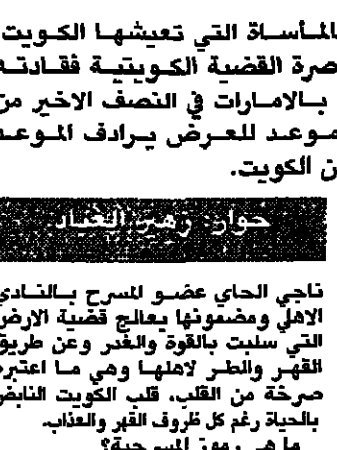 المأساة التي تعيشها الكويت
صرة القضية الكويتية فقادته
بالامارات في النصف الاخير من
موعد للعرض يرادف الموعد
ن الكويت.
حوار: زهير
ناجي الحاي عضو المسرح بالنادي
الاهلي ومضمونها يعالج قضية الارض
التي سلبت بالقوة والغدر وعن طريق
القهر والطر لاهلها وهي ما اعتبره
صرخة من القلب، قلب الكويت النابض
بالحياة رغم كل ظروف القهر والعذاب.
ما هي رموز المسرحية؟